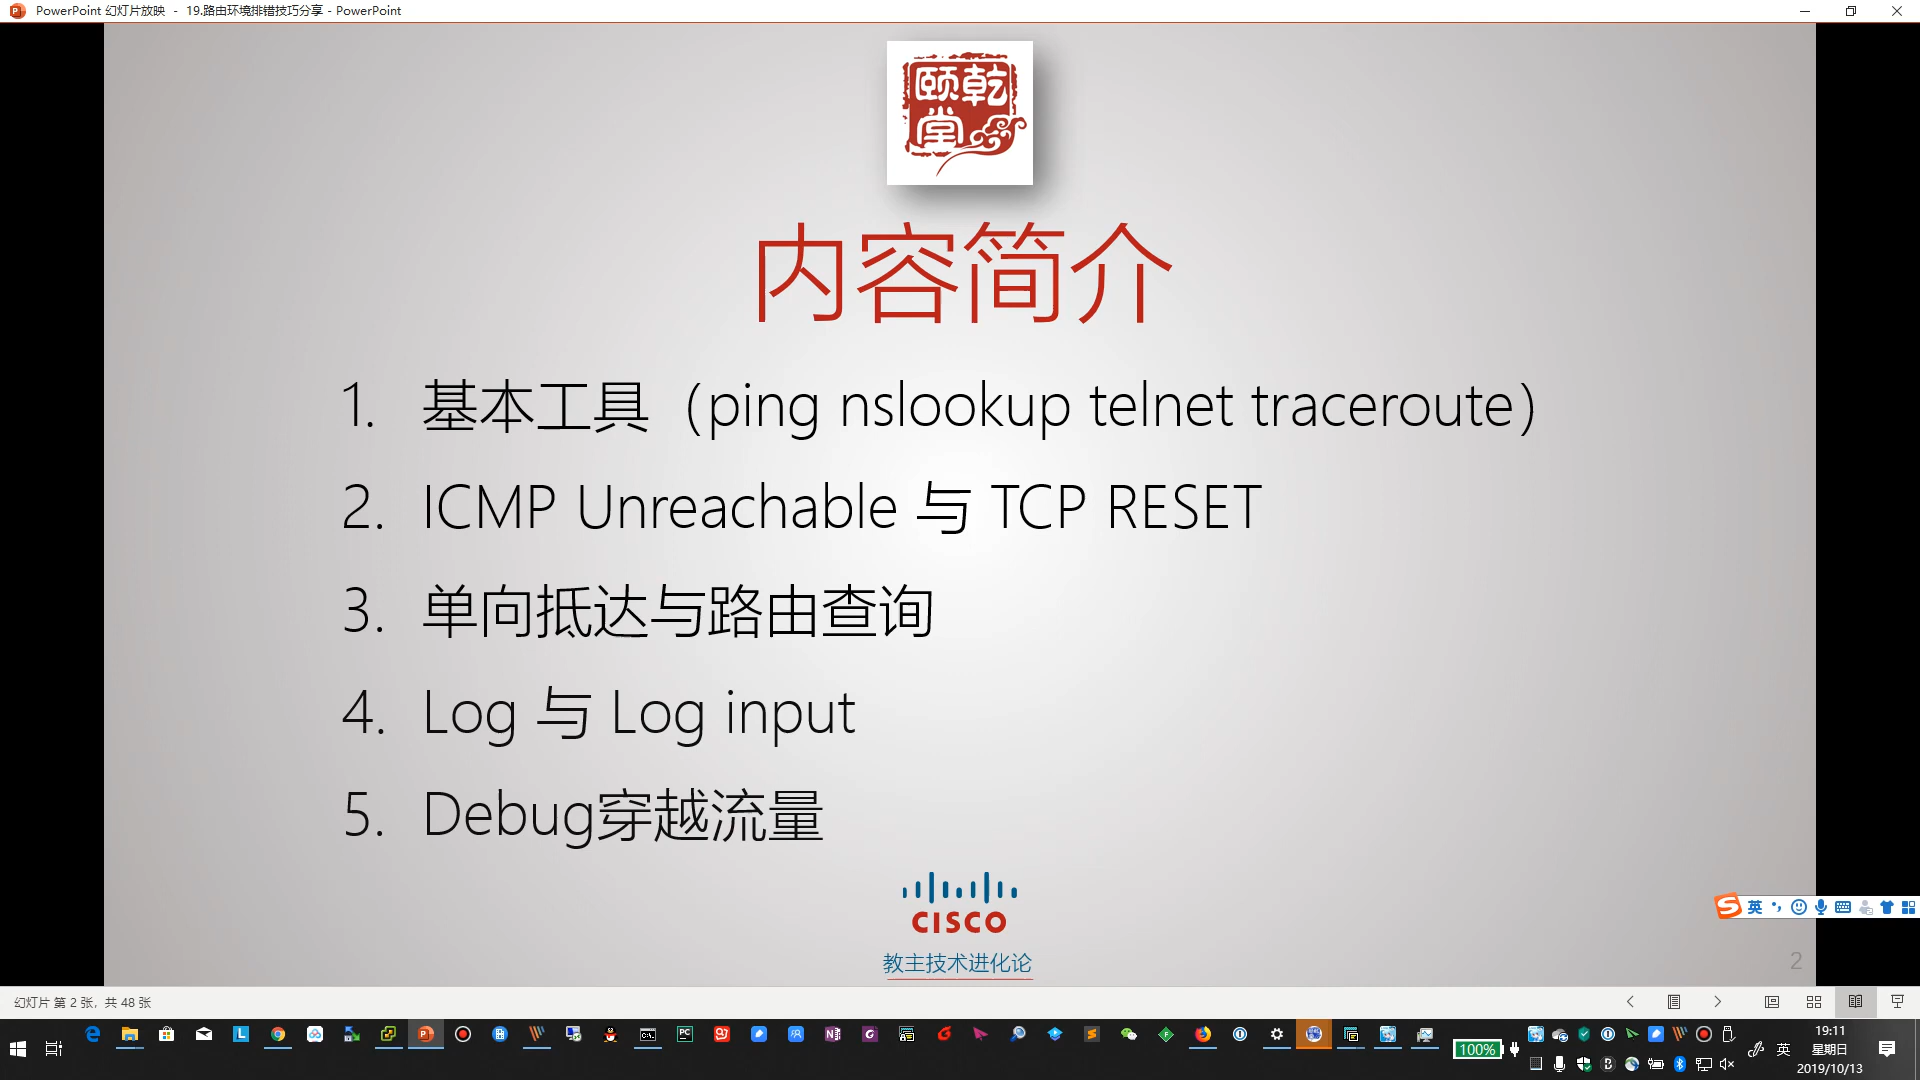 PowerPoint 幻灯片放映 - 19.路由环境排错技巧分享 - PowerPoint
颐乾堂
内容简介
1. 基本工具（ping nslookup telnet traceroute）
2. ICMP Unreachable 与 TCP RESET
3. 单向抵达与路由查询
4. Log 与 Log input
5. Debug穿越流量
CISCO
英
教主技术进化论
2
幻灯片 第 2 张，共 48 张
100%
英
19:11
星期日
2019/10/13